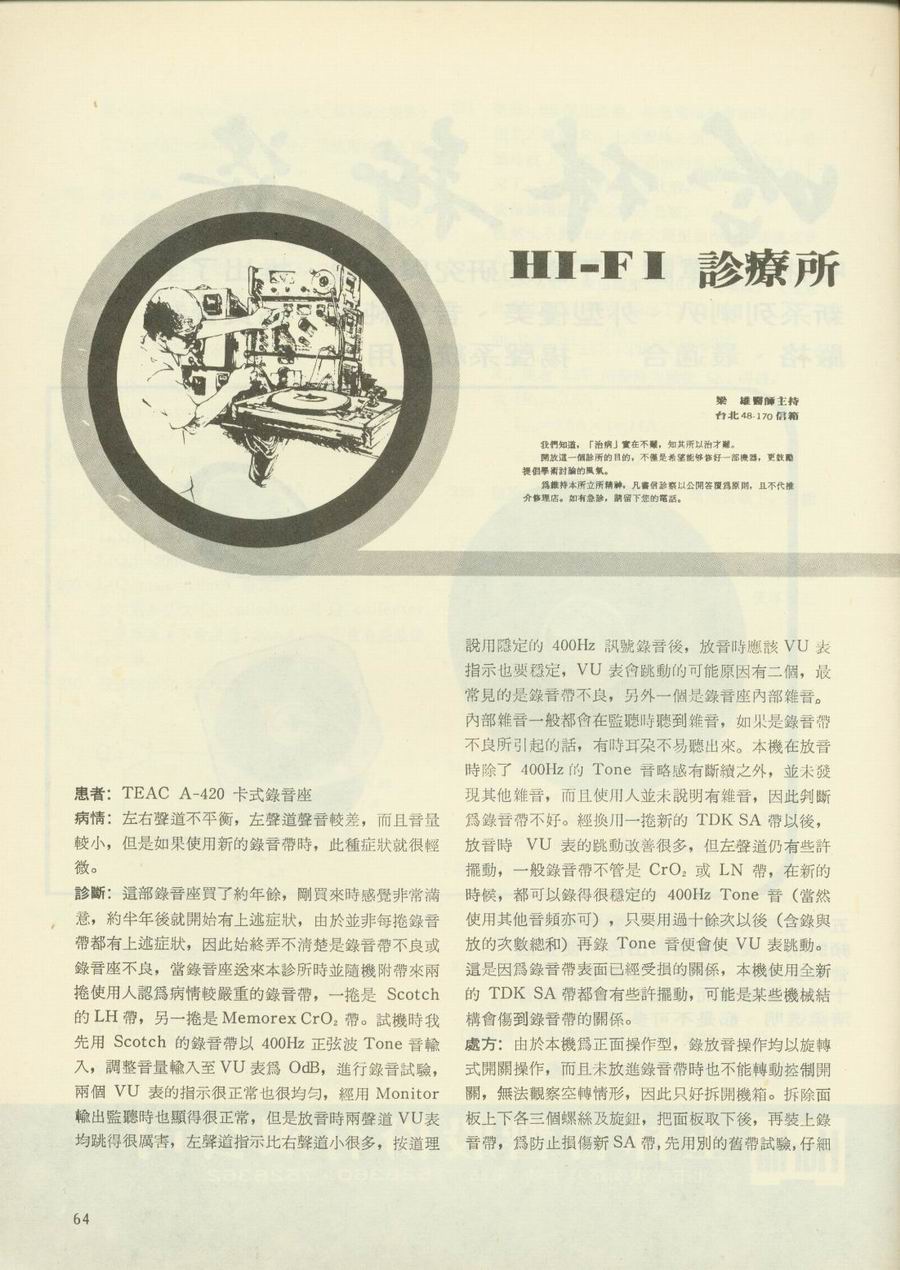 HI-FI 診療所
梁　雄醫師主持
台北48-170信箱
我們知道，「治病」實在不難，知其所以治才難。
開放這一個診所的目的，不僅是希望能够修好一部機器，更鼓勵
提倡學術討論的風氣。
爲維持本所立所精神，凡書信診察以公開答覆爲原則，且不代推
介修理店。如有急診，請留下您的電話。
患者：TEAC A-420 卡式錄音座
病情：左右聲道不平衡，左聲道聲音較差，而且音量
較小，但是如果使用新的錄音帶時，此種症狀就很輕
微。
診斷：這部錄音座買了約年餘，剛買來時感覺非常滿
意，約半年後就開始有上述症狀，由於並非每捲錄音
帶都有上述症狀，因此始終弄不清楚是錄音帶不良或
錄音座不良，當錄音座送來本診所時並隨機附帶來兩
捲使用人認爲病情較嚴重的錄音帶，一捲是 Scotch
的LH帶，另一捲是Memorex CrO₂ 帶。試機時我
先用 Scotch 的錄音帶以 400Hz 正弦波 Tone 音輸
入，調整音量輸入至VU表爲 OdB，進行錄音試驗，
兩個 VU 表的指示很正常也很均勻，經用 Monitor
輸出監聽時也顯得很正常，但是放音時兩聲道 VU表
均跳得很厲害，左聲道指示比右聲道小很多，按道理
說用隱定的 400Hz 訊號錄音後，放音時應該 VU 表
指示也要穩定，VU 表會跳動的可能原因有二個，最
常見的是錄音帶不良，另外一個是錄音座內部雜音。
內部雜音一般都會在監聽時聽到雜音，如果是錄音帶
不良所引起的話，有時耳朶不易聽出來。本機在放音
時除了 400Hz 的 Tone 音略感有斷續之外，並未發
現其他雜音，而且使用人並未說明有雜音，因此判斷
爲錄音帶不好。經換用一捲新的 TDK SA 帶以後，
放音時 VU 表的跳動改善很多，但左聲道仍有些許
擺動，一般錄音帶不管是 CrO₂ 或 LN 帶，在新的
時候，都可以錄得很穩定的 400Hz Tone 音（當然
使用其他音頻亦可），只要用過十餘次以後（含錄與
放的次數總和）再錄 Tone 音便會使 VU 表跳動。
這是因爲錄音帶表面已經受損的關係，本機使用全新
的 TDK SA 帶都會有些許擺動，可能是某些機械結
構會傷到錄音帶的關係。
處方：由於本機爲正面操作型，錄放音操作均以旋轉
式開關操作，而且未放進錄音帶時也不能轉動控制開
關，無法觀察空轉情形，因此只好拆開機箱。拆除面
板上下各三個螺絲及旋鈕，把面板取下後，再裝上錄
音帶，爲防止損傷新SA帶，先用別的舊帶試驗，仔細
64